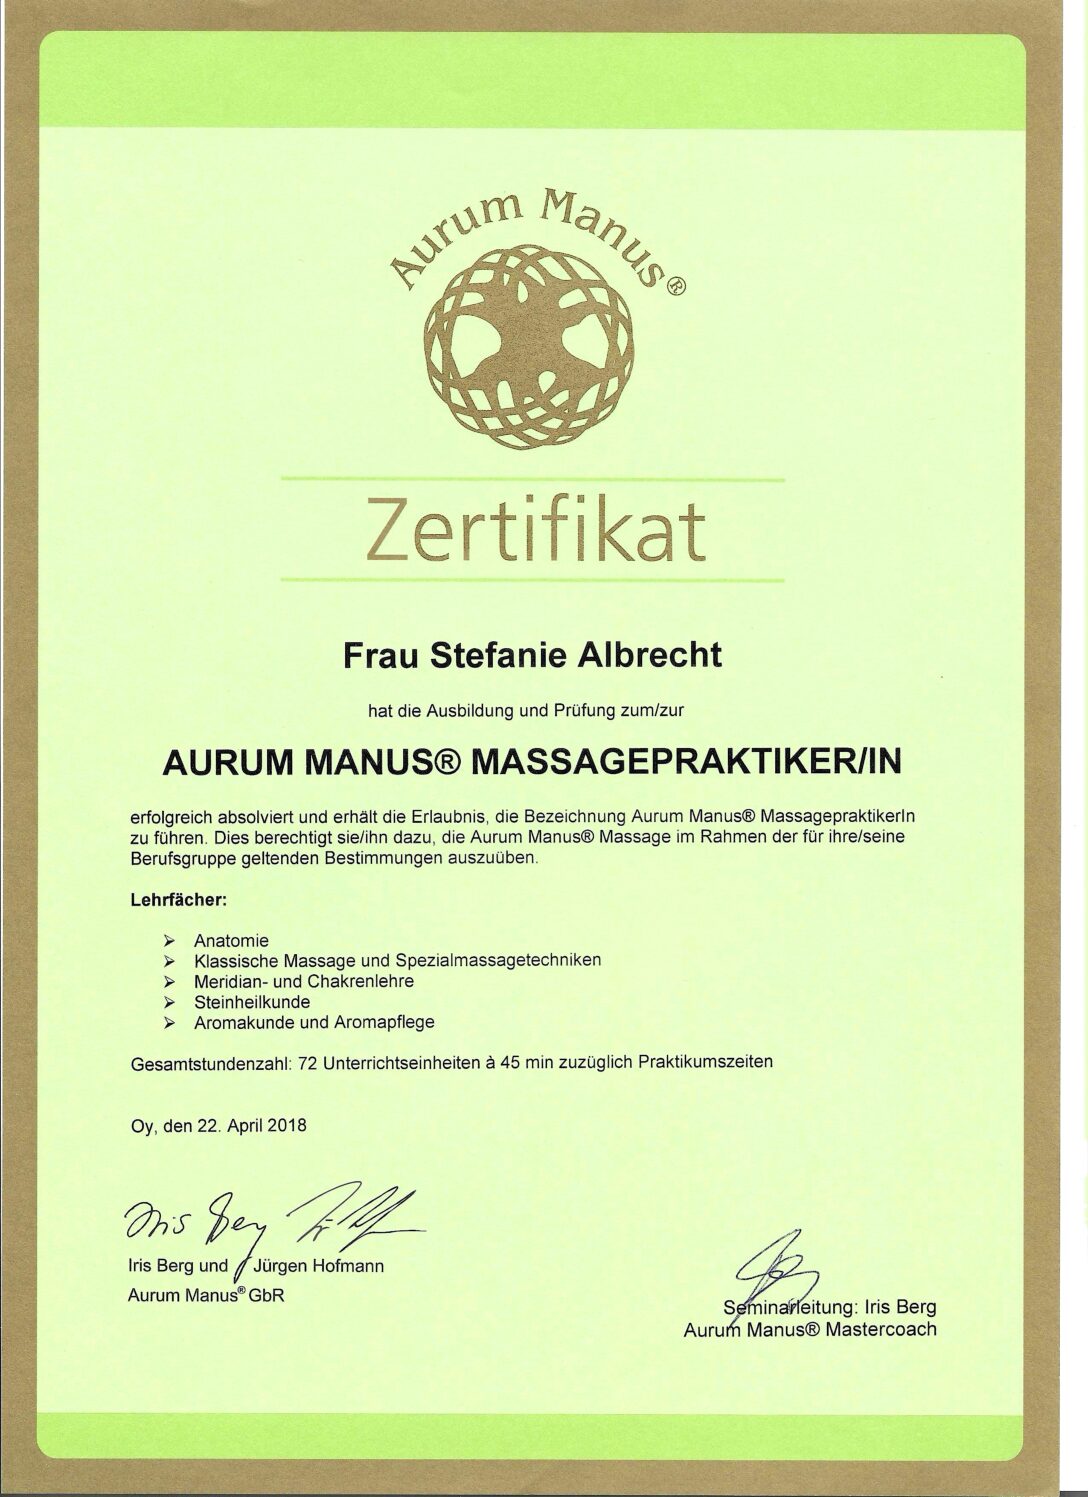 Aurum Manus®
Zertifikat
Frau Stefanie Albrecht
hat die Ausbildung und Prüfung zum/zur
AURUM MANUS® MASSAGEPRAKTIKER/IN
erfolgreich absolviert und erhält die Erlaubnis, die Bezeichnung Aurum Manus® MassagepraktikerIn
zu führen. Dies berechtigt sie/ihn dazu, die Aurum Manus® Massage im Rahmen der für ihre/seine
Berufsgruppe geltenden Bestimmungen auszuüben.
Lehrfächer:
➢ Anatomie
➢ Klassische Massage und Spezialmassagetechniken
➢ Meridian- und Chakrenlehre
➢ Steinheilkunde
➢ Aromakunde und Aromapflege
Gesamtstundenzahl: 72 Unterrichtseinheiten à 45 min zuzüglich Praktikumszeiten
Oy, den 22. April 2018
Iris Berg
Iris Berg und Jürgen Hofmann
Aurum Manus® GbR
Seminarleitung: Iris Berg
Aurum Manus® Mastercoach